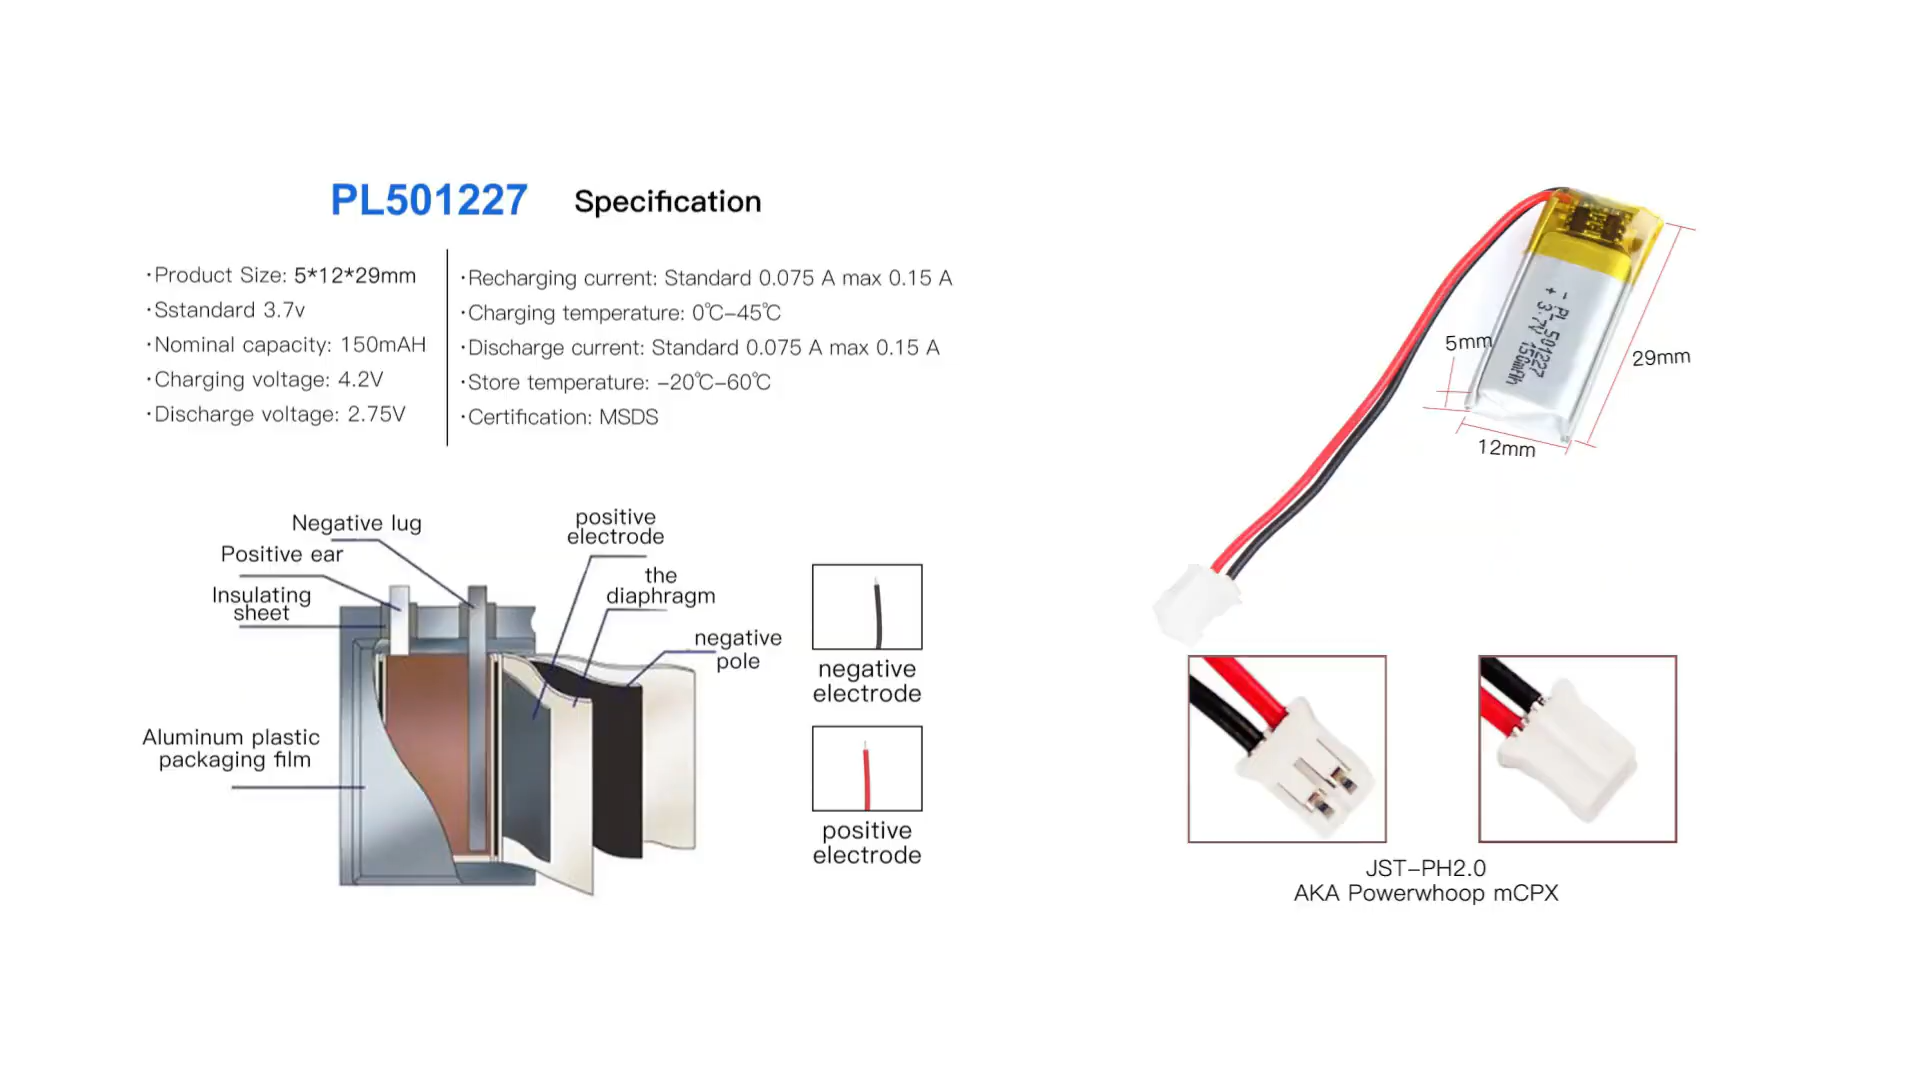 PL501227 Specification
·Product Size: 5*12*29mm
·Sstandard 3.7v
·Nominal capacity: 150mAH
·Charging voltage: 4.2V
·Discharge voltage: 2.75V
·Recharging current: Standard 0.075 A max 0.15 A
·Charging temperature: 0℃-45℃
·Discharge current: Standard 0.075 A max 0.15 A
·Store temperature: -20℃-60℃
·Certification: MSDS
Negative lug
Positive ear
Insulating
sheet
Aluminum plastic
packaging film
positive
electrode
the
diaphragm
negative
pole
negative
electrode
positive
electrode
- PL 501227
+ 3.7V 150mAh
5mm
29mm
12mm
JST-PH2.0
AKA Powerwhoop mCPX